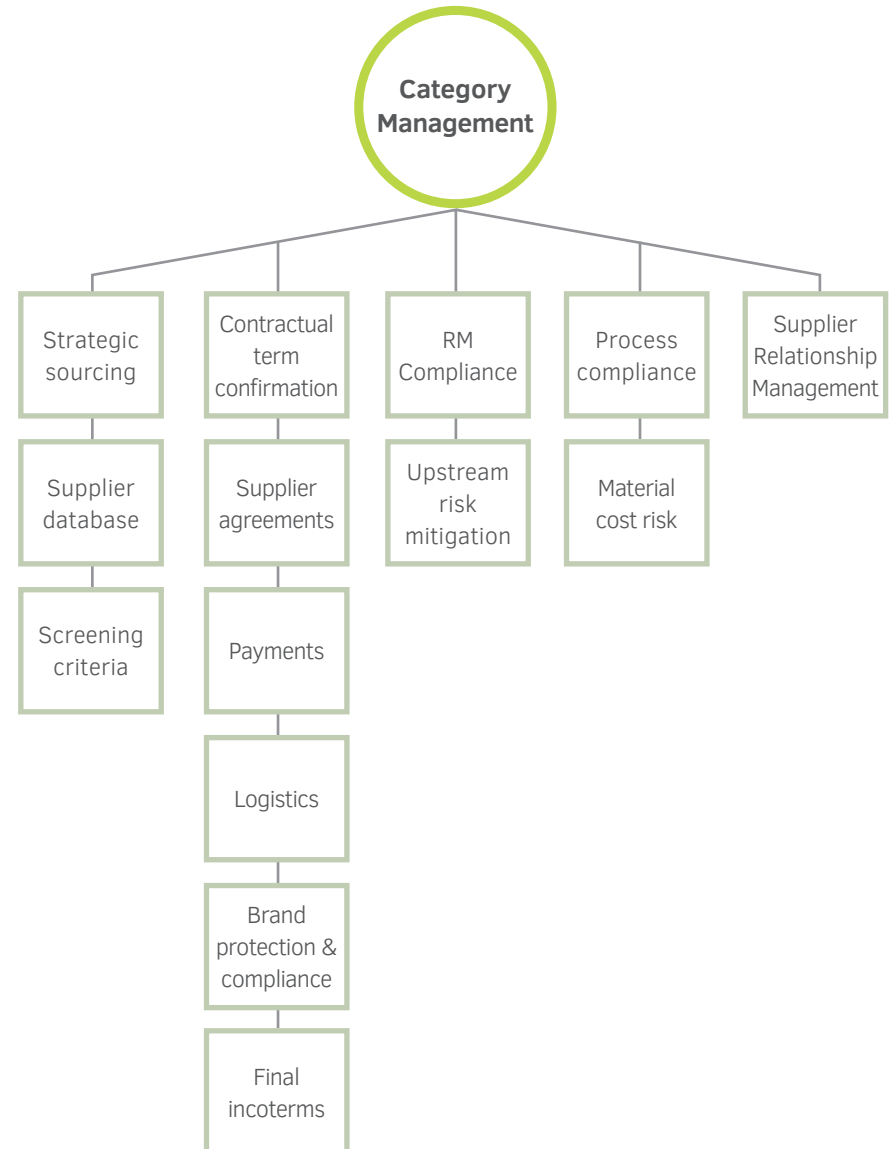 Category
Management
Strategic
sourcing
Contractual
term
confirmation
RM
Compliance
Process
compliance
Supplier
Relationship
Management
Supplier
database
Supplier
agreements
Upstream
risk
mitigation
Material
cost risk
Screening
criteria
Payments
Logistics
Brand
protection &
compliance
Final
incoterms